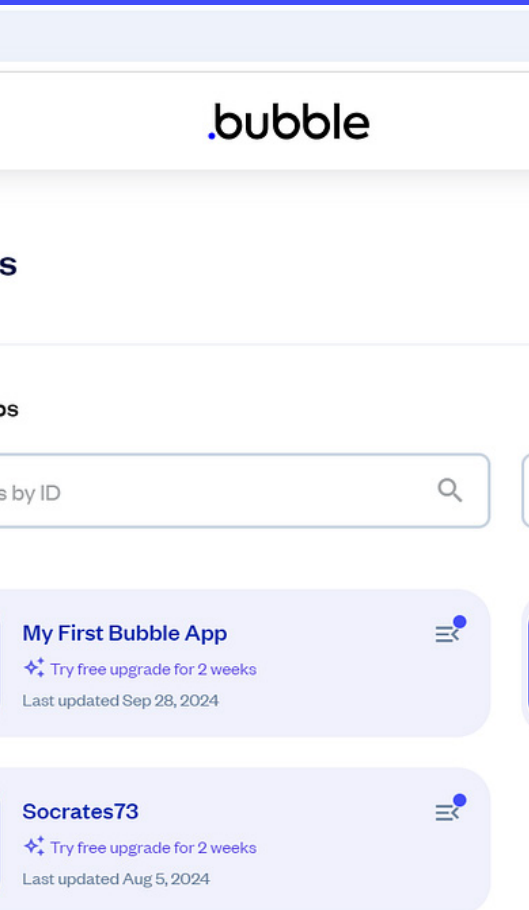 .bubble
s
ps
s by ID
My First Bubble App
Try free upgrade for 2 weeks
Last updated Sep 28, 2024
Socrates73
Try free upgrade for 2 weeks
Last updated Aug 5, 2024